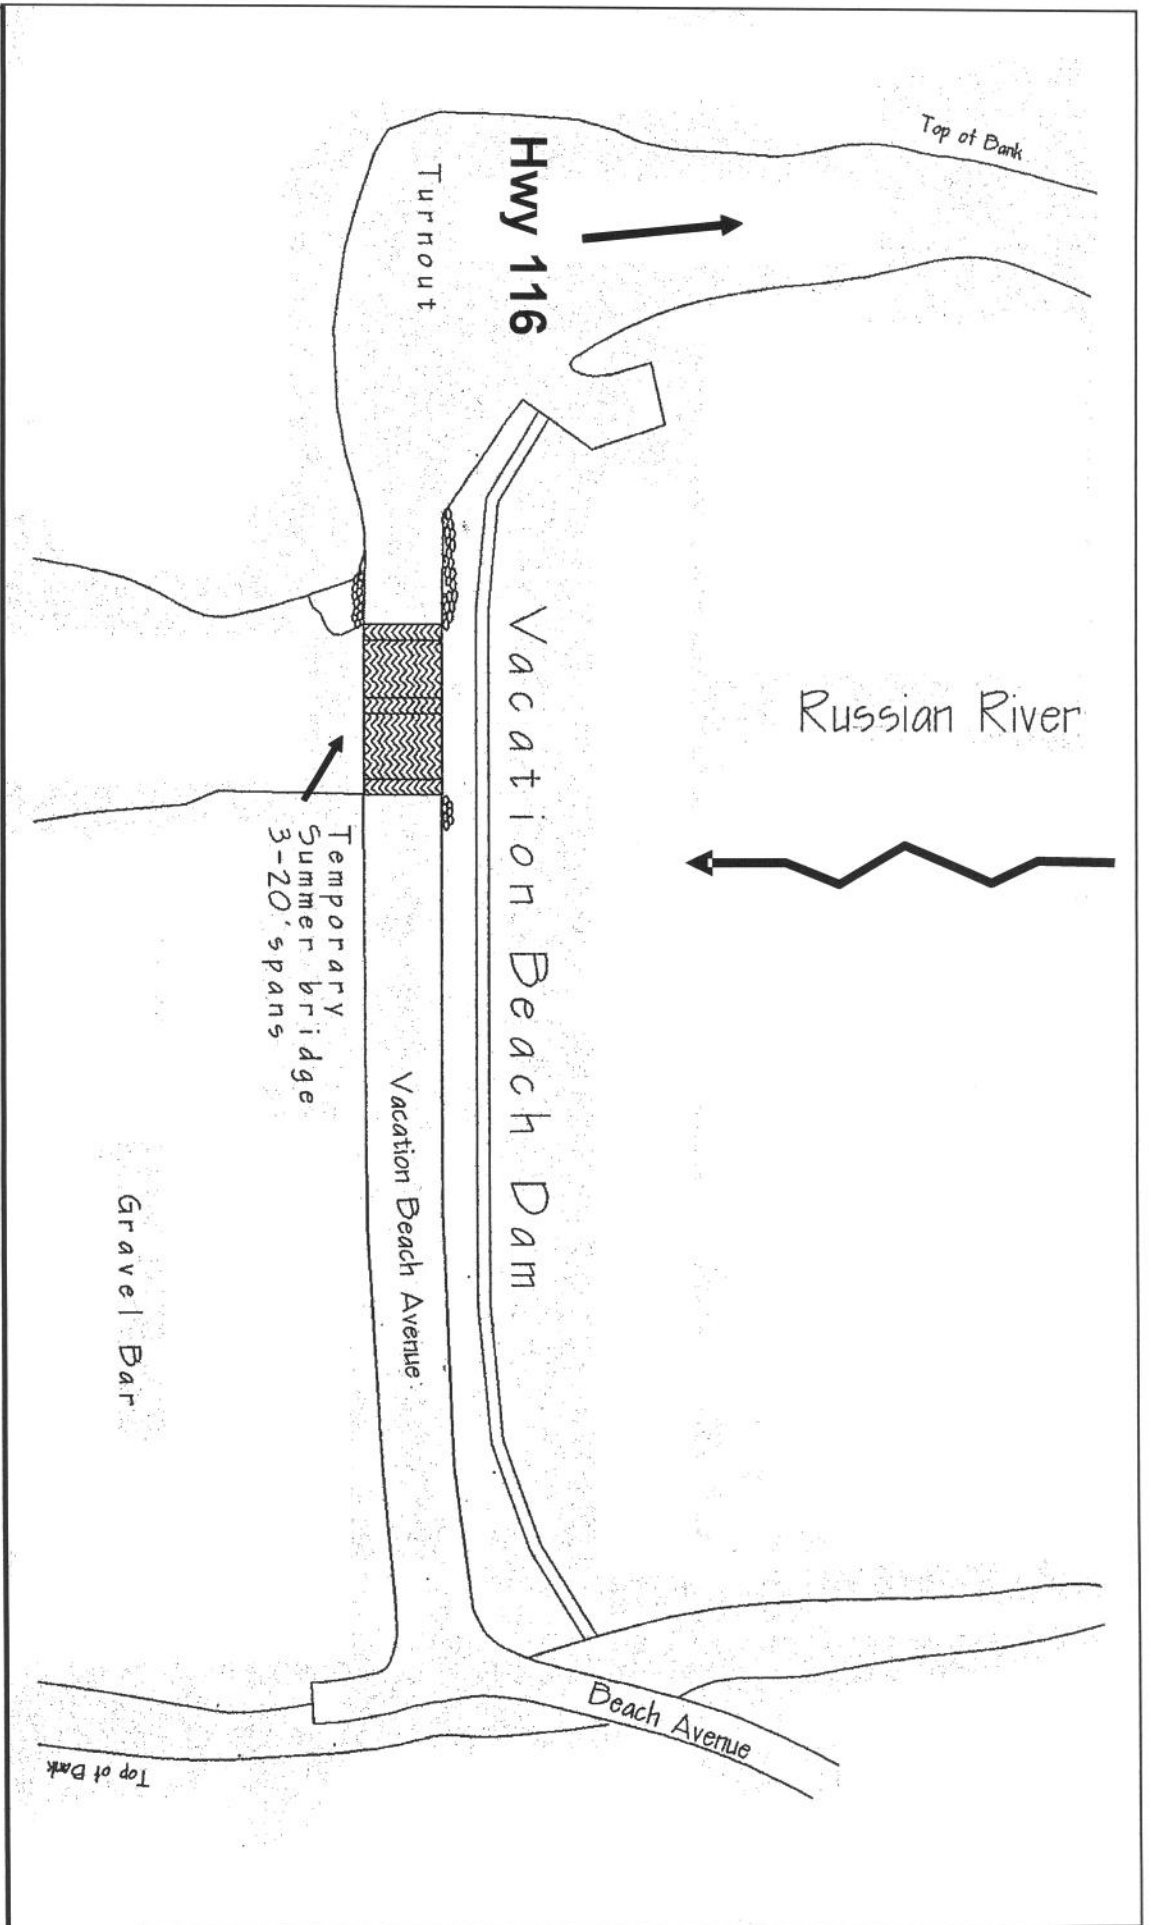 Top of Bank
Hwy 116
Turnout
Russian River
Vacation Beach Dam
Temporary
Summer bridge
3-20' spans
Vacation Beach Avenue
Gravel Bar
Beach Avenue
Top of Bank